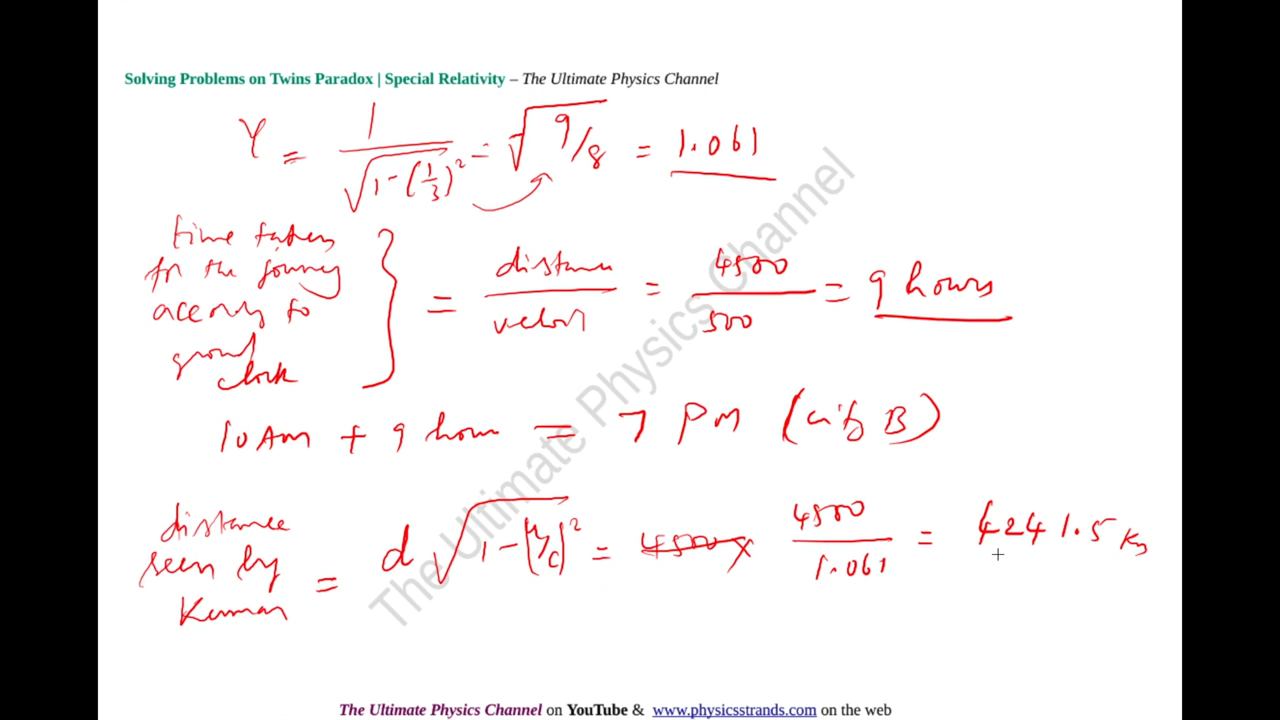 Solving Problems on Twins Paradox | Special Relativity – The Ultimate Physics Channel
γ = 1 / √1-(1/3)² = √9/8 = 1.061
time taken
for the journey
according to
ground
clock
} = distance / velocity = 4500 / 500 = 9 hours
10 AM + 9 hour = 7 PM (city B)
distance
seen by
Kumar
= d √1-(u/c)² = 4500 x 4500 / 1.061 = 4241.5 Km
The Ultimate Physics Channel
The Ultimate Physics Channel on YouTube & www.physicsstrands.com on the web